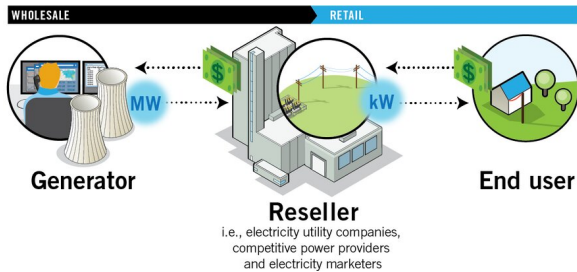 WHOLESALE
RETAIL
$
MW
$
kW
Generator
Reseller
End user
i.e., electricity utility companies,
competitive power providers
and electricity marketers